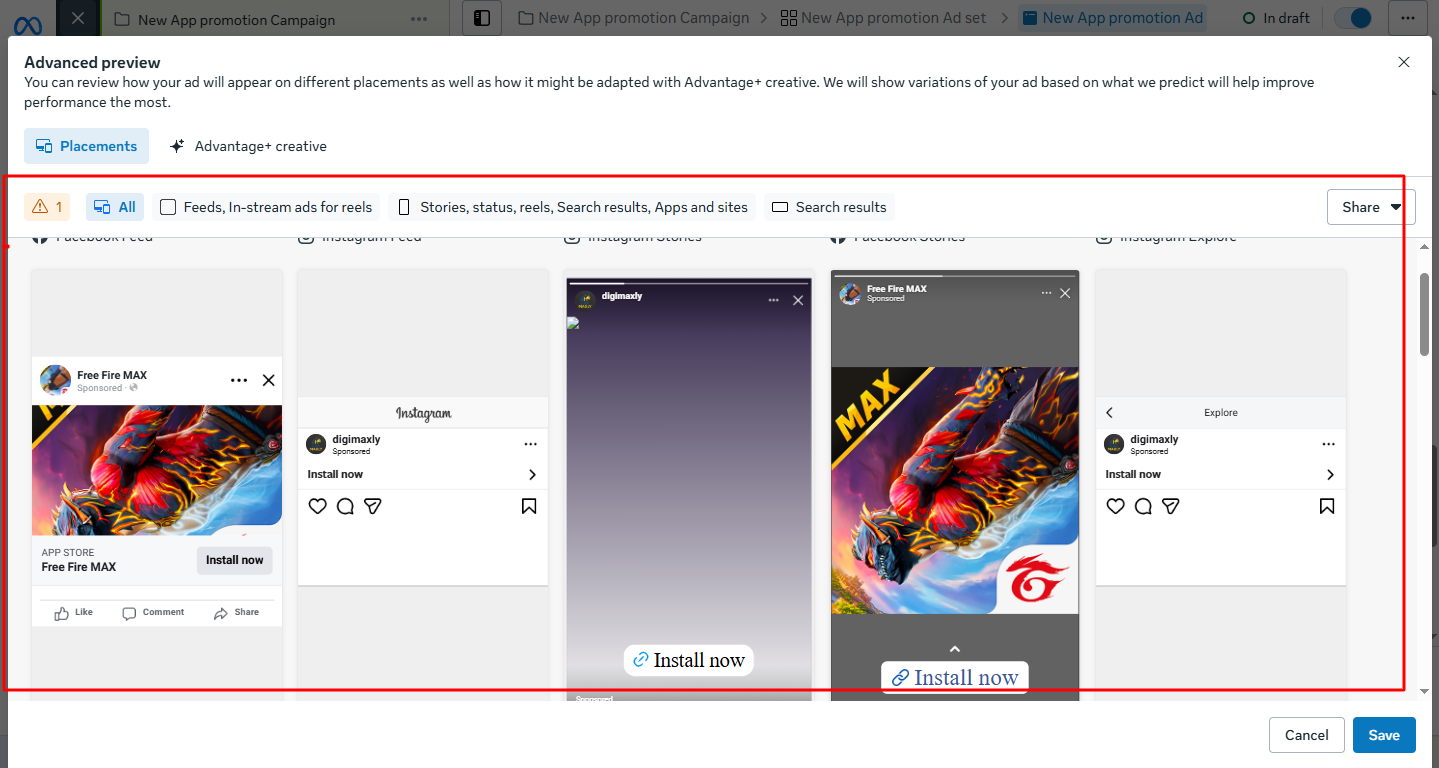 New App promotion Campaign
New App promotion Campaign
New App promotion Ad set
New App promotion Ad
In draft
Advanced preview
You can review how your ad will appear on different placements as well as how it might be adapted with Advantage+ creative. We will show variations of your ad based on what we predict will help improve
performance the most.
Placements
Advantage+ creative
1
All
Feeds, In-stream ads for reels
Stories, status, reels, Search results, Apps and sites
Search results
Share
Facebook Feed
Instagram Feed
Instagram Stories
Facebook Stories
Instagram Explore
Free Fire MAX
Sponsored ·
MAX
APP STORE
Free Fire MAX
Install now
Like
Comment
Share
Instagram
digimaxly
Sponsored
Install now
digimaxly
Install now
Sponsored
Free Fire MAX
Sponsored
MAX
Install now
Explore
digimaxly
Sponsored
Install now
Cancel
Save